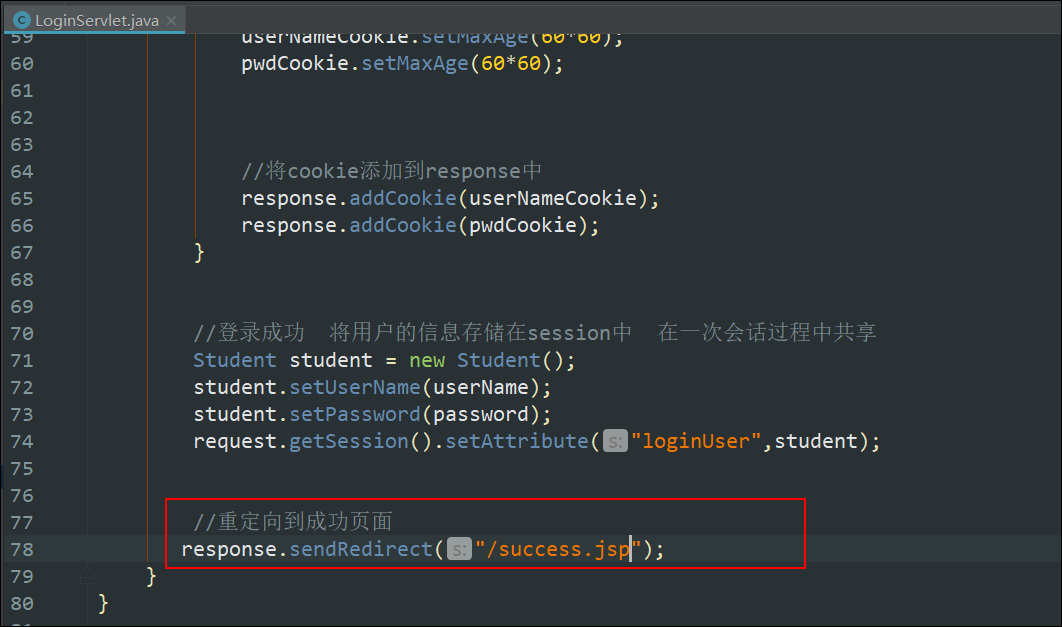 LoginServlet.java
59 userNameCookie.setMaxAge(60*60);
60 pwdCookie.setMaxAge(60*60);
61
62
63
64 //将cookie添加到response中
65 response.addCookie(userNameCookie);
66 response.addCookie(pwdCookie);
67 }
68
69
70 //登录成功 将用户的信息存储在session中 在一次会话过程中共享
71 Student student = new Student();
72 student.setUserName(userName);
73 student.setPassword(password);
74 request.getSession().setAttribute( s: "loginUser",student);
75
76
77 //重定向到成功页面
78 response.sendRedirect( s: "/success.jsp");
79 }
80 }